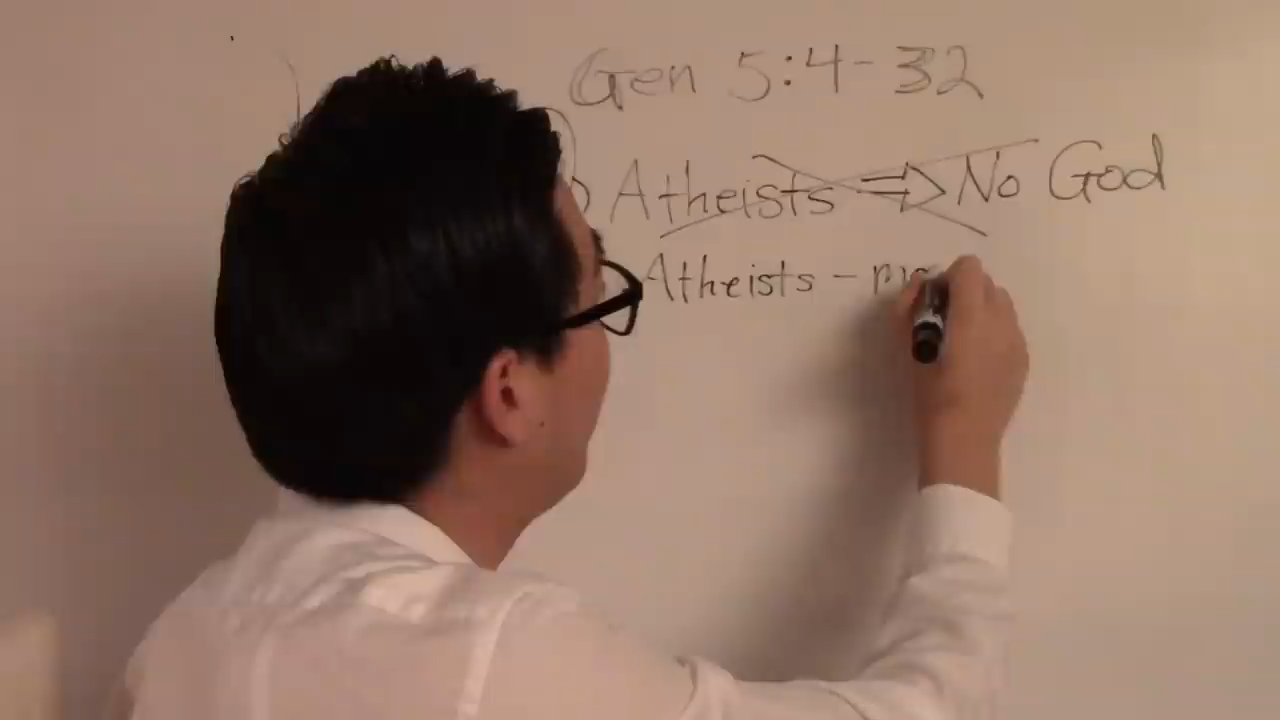 Gen 5:4-32
Atheists ⇒ No God
Atheists -